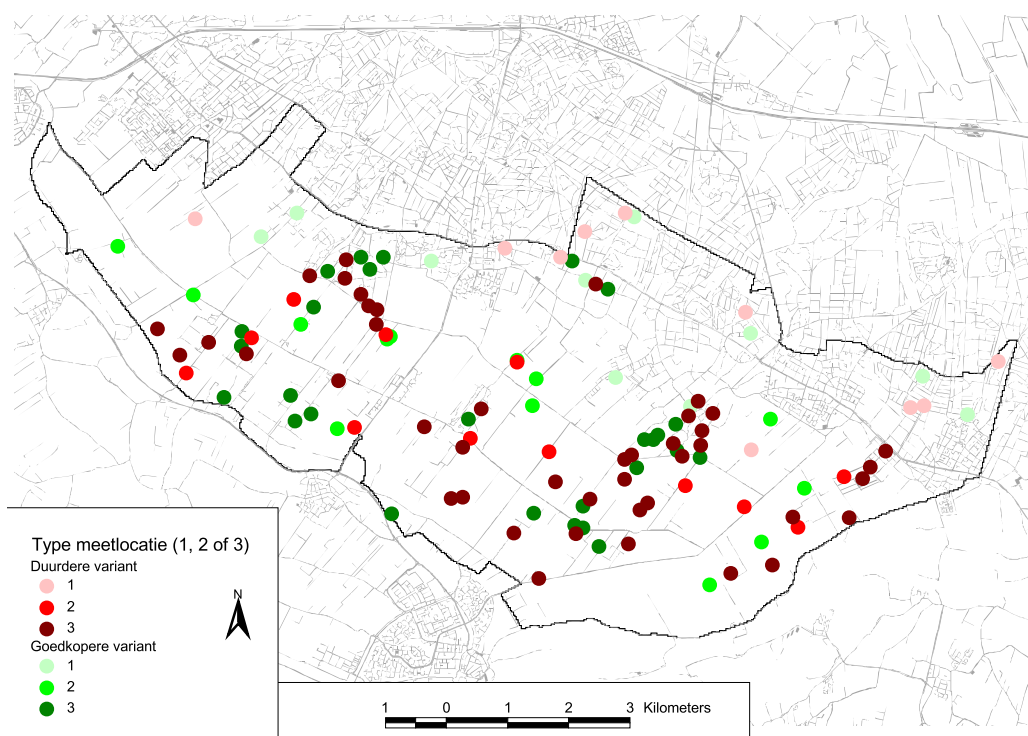 Type meetlocatie (1, 2 of 3)
Duurdere variant
1
2
3
Goedkopere variant
1
2
3
N
1 0 1 2 3 Kilometers